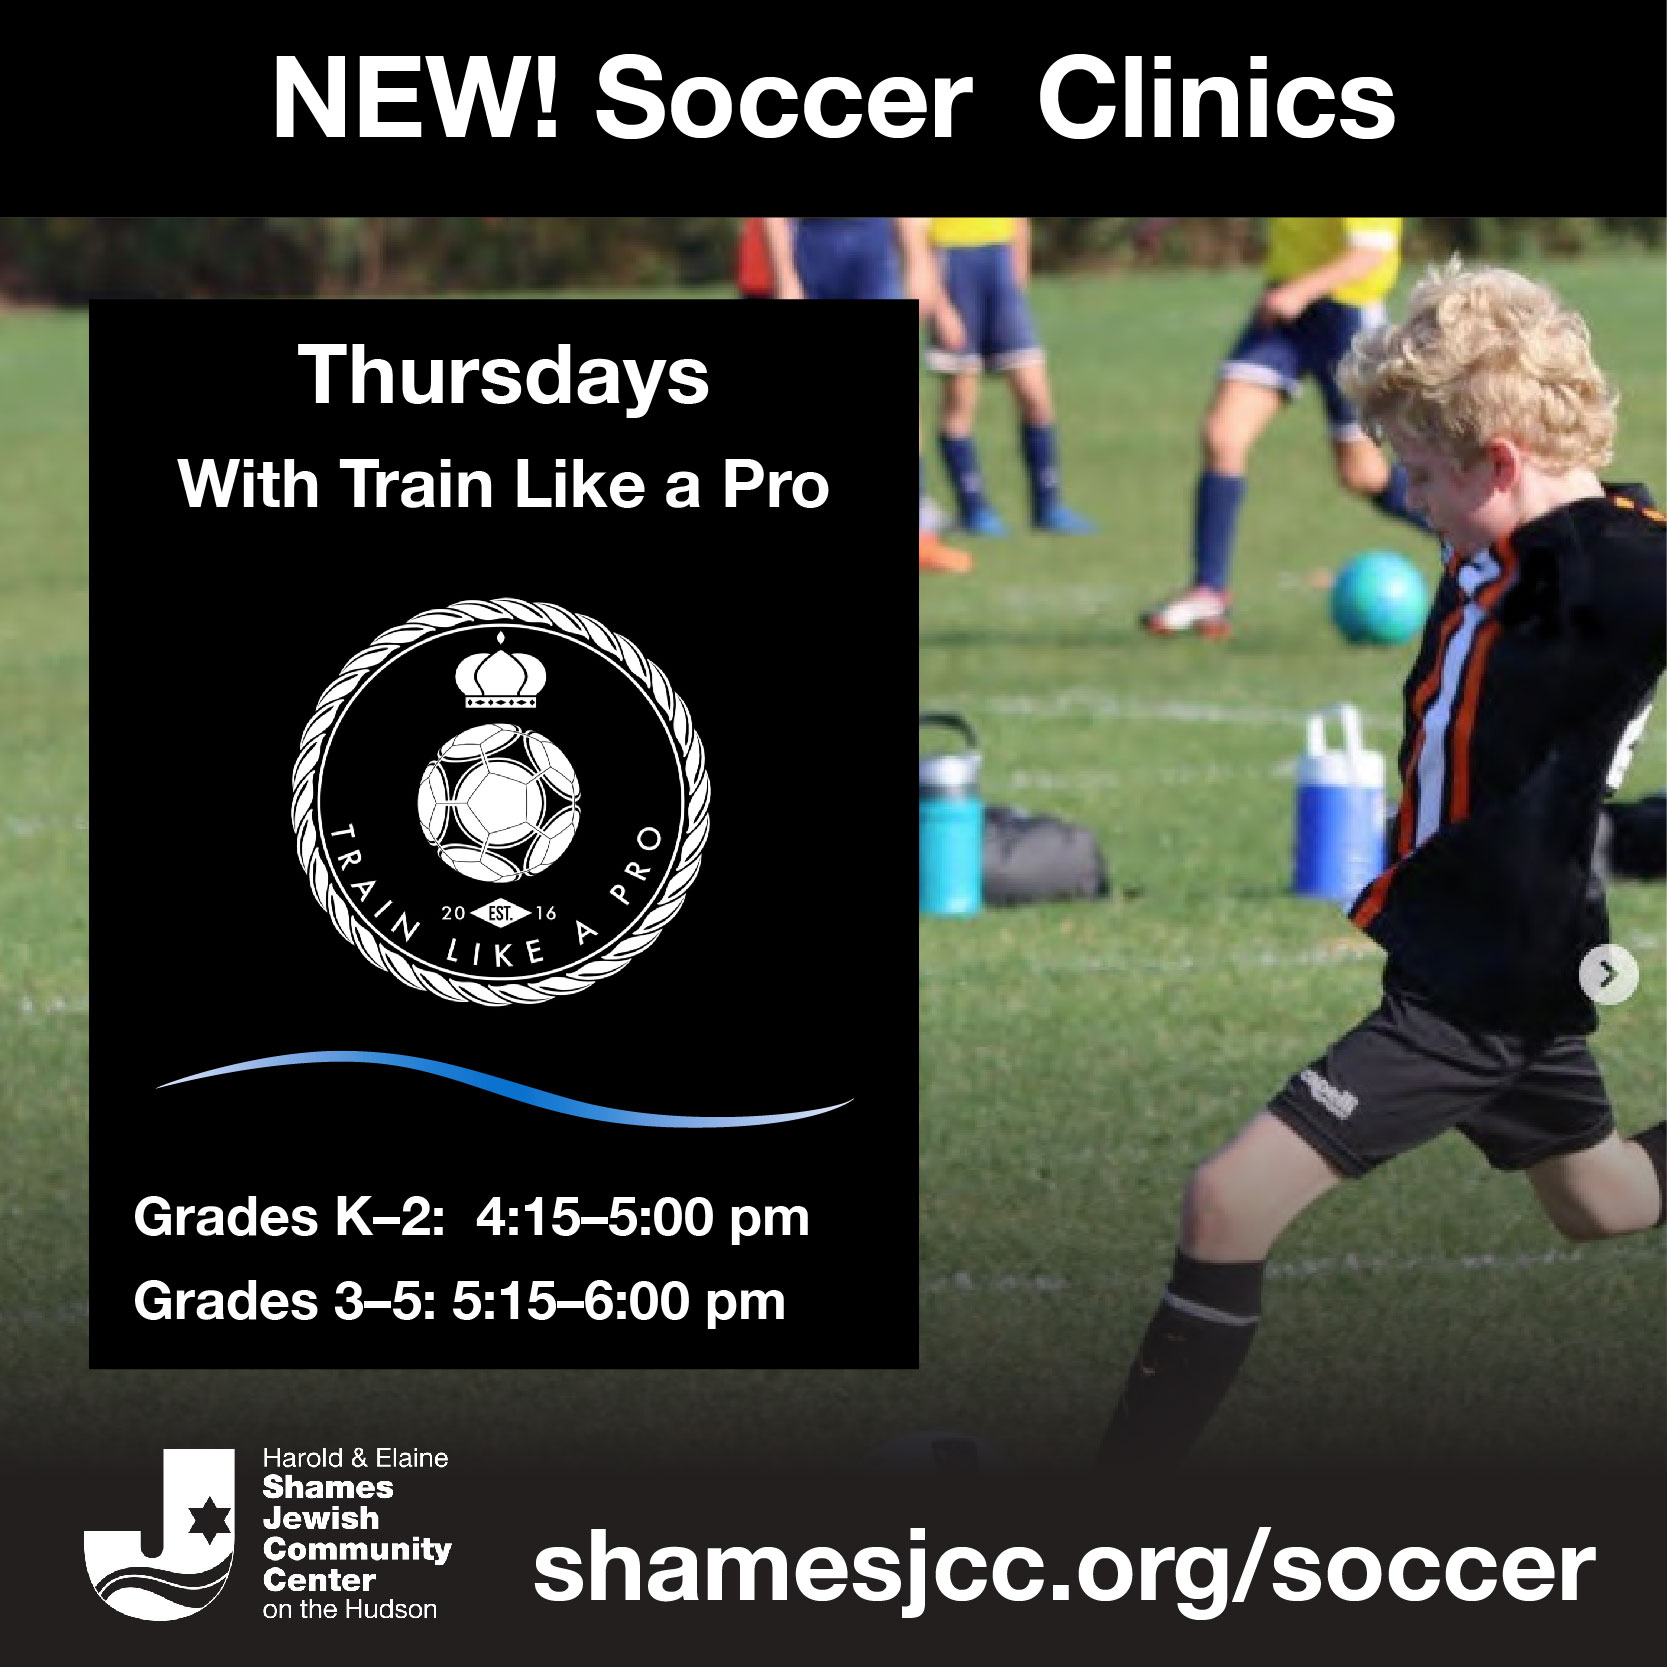 NEW! Soccer  Clinics
Thursdays
With Train Like a Pro
20 EST. 16
TRAIN LIKE A PRO
Grades K–2:  4:15–5:00 pm
Grades 3–5: 5:15–6:00 pm
Harold & Elaine
Shames
Jewish
Community
Center
on the Hudson
shamesjcc.org/soccer